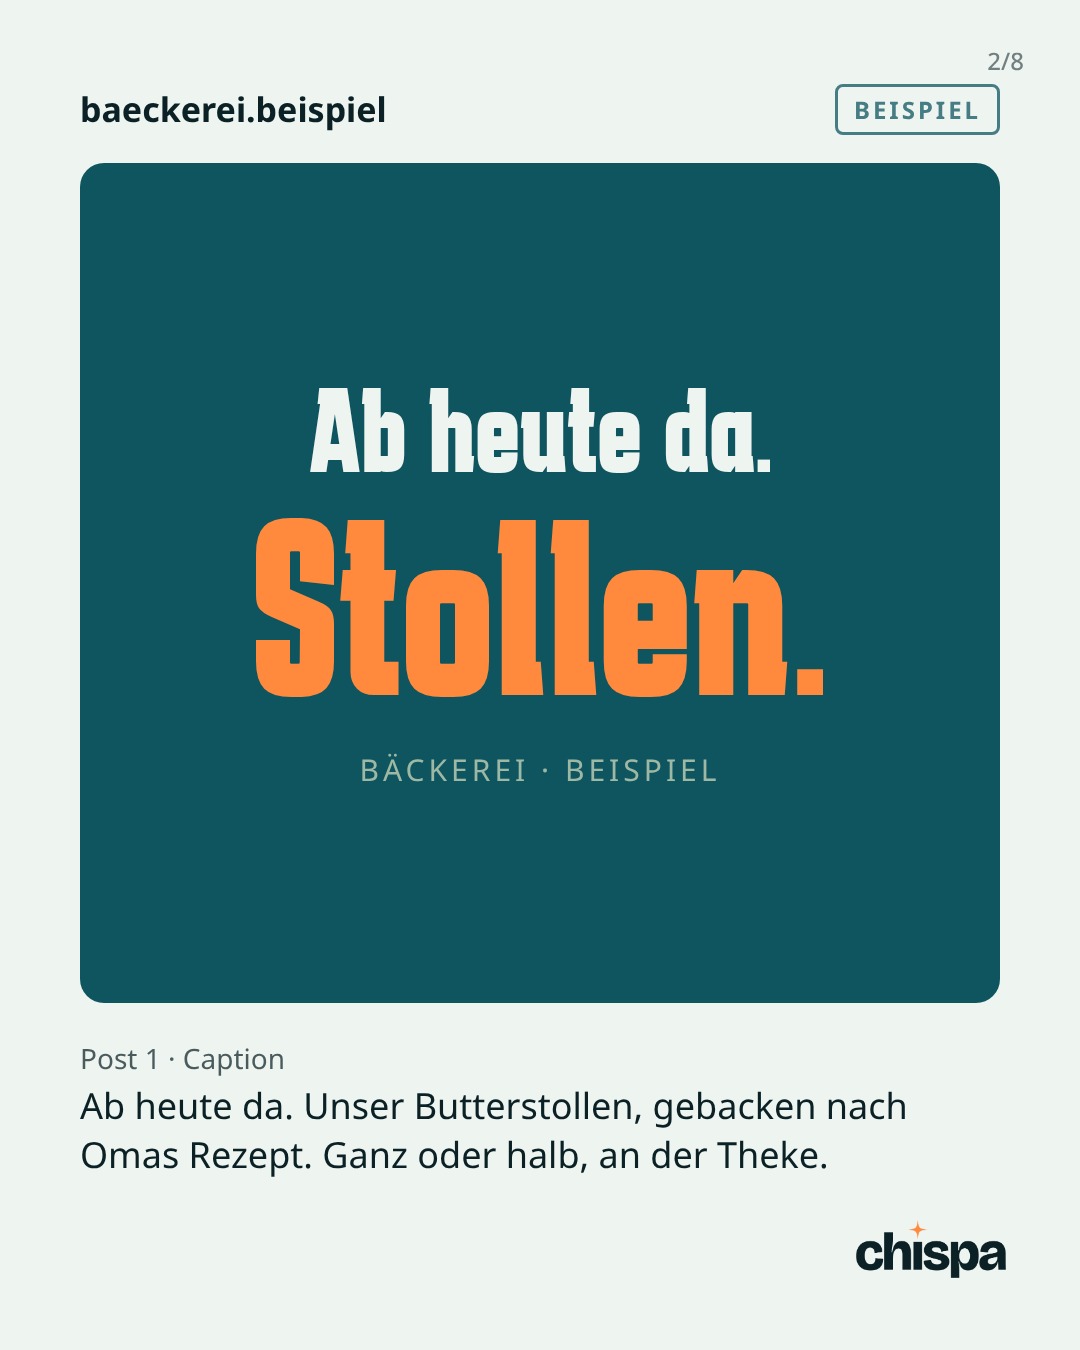 2/8
baeckerei.beispiel
BEISPIEL
Ab heute da.
Stollen.
BÄCKEREI · BEISPIEL
Post 1 · Caption
Ab heute da. Unser Butterstollen, gebacken nach
Omas Rezept. Ganz oder halb, an der Theke.
chispa